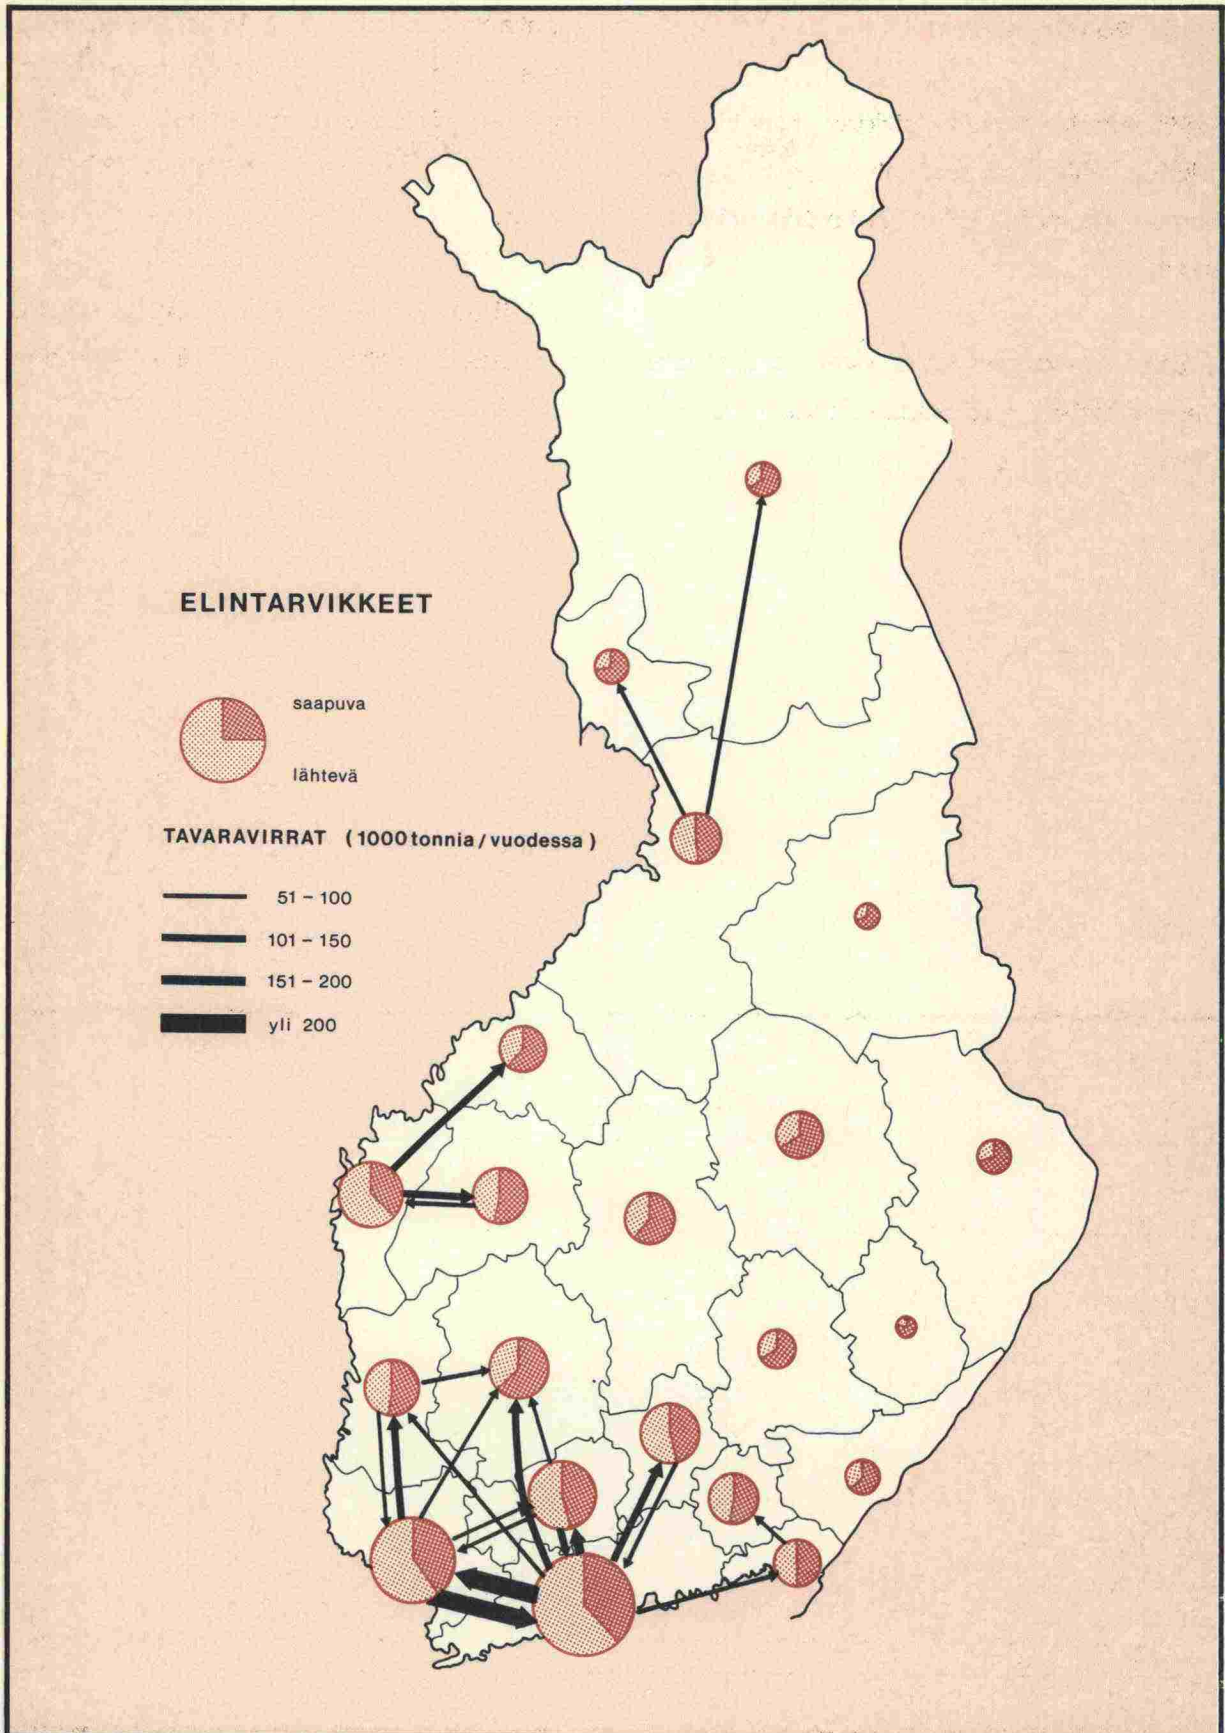 ELINTARVIKKEET
saapuva
lähtevä
TAVARAVIRRAT (1000 tonnia / vuodessa )
51 – 100
101 – 150
151 – 200
yli 200